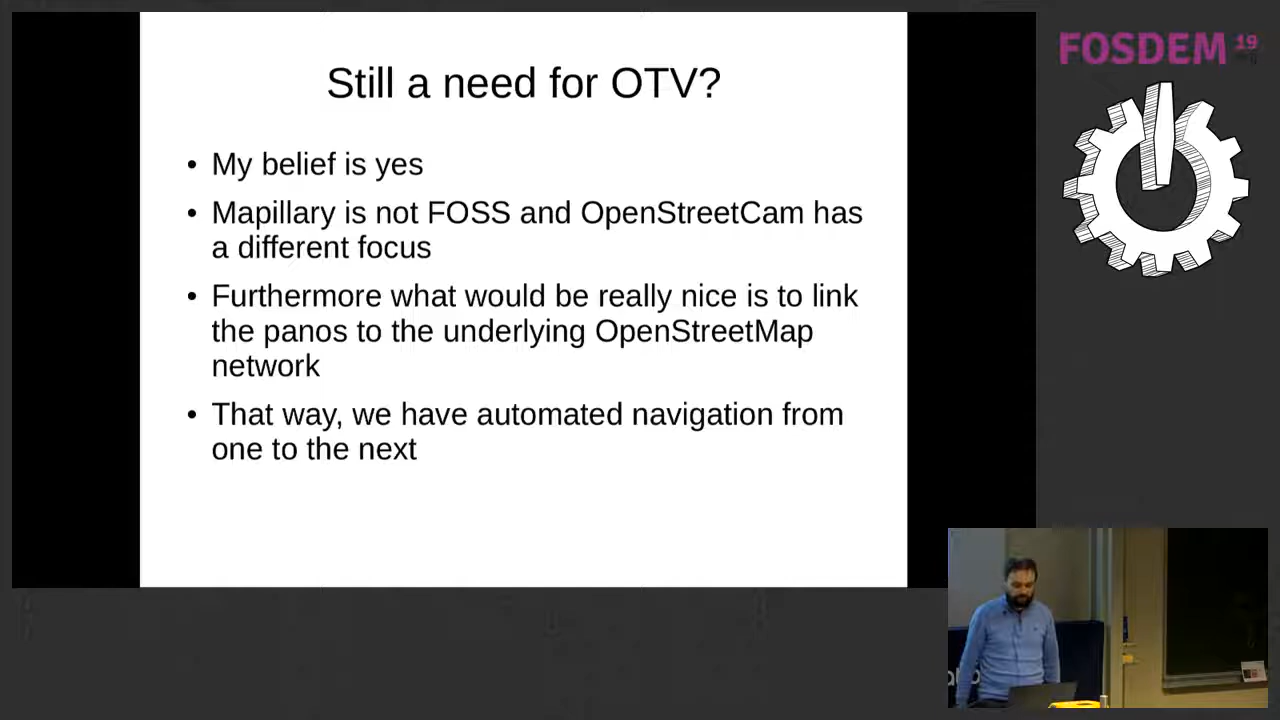 FOSDEM 19
Still a need for OTV?
• My belief is yes
• Mapillary is not FOSS and OpenStreetCam has
a different focus
• Furthermore what would be really nice is to link
the panos to the underlying OpenStreetMap
network
• That way, we have automated navigation from
one to the next